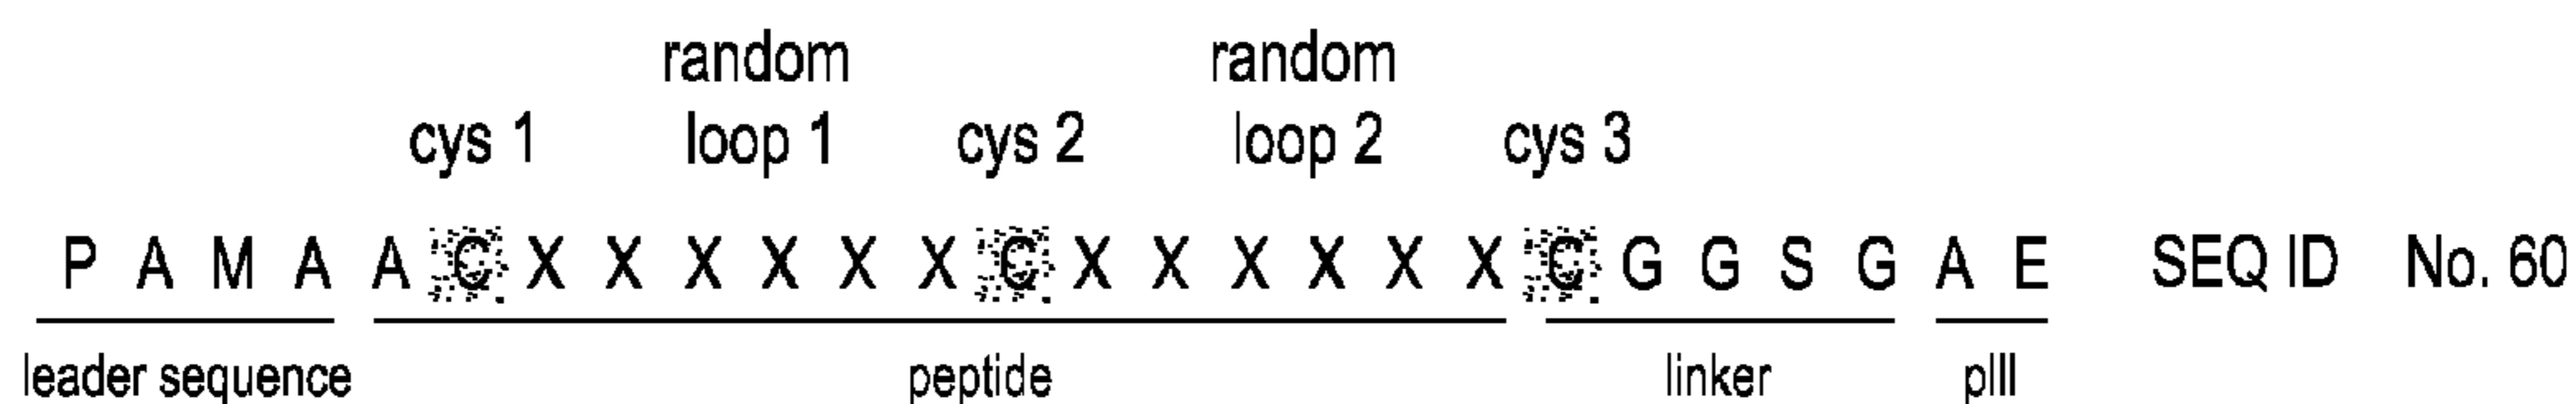 random random
cys 1 loop 1 cys 2 loop 2 cys 3
P A M A A C X X X X X X C X X X X X X C G G S G A E SEQ ID No. 60
leader sequence peptide linker pIII